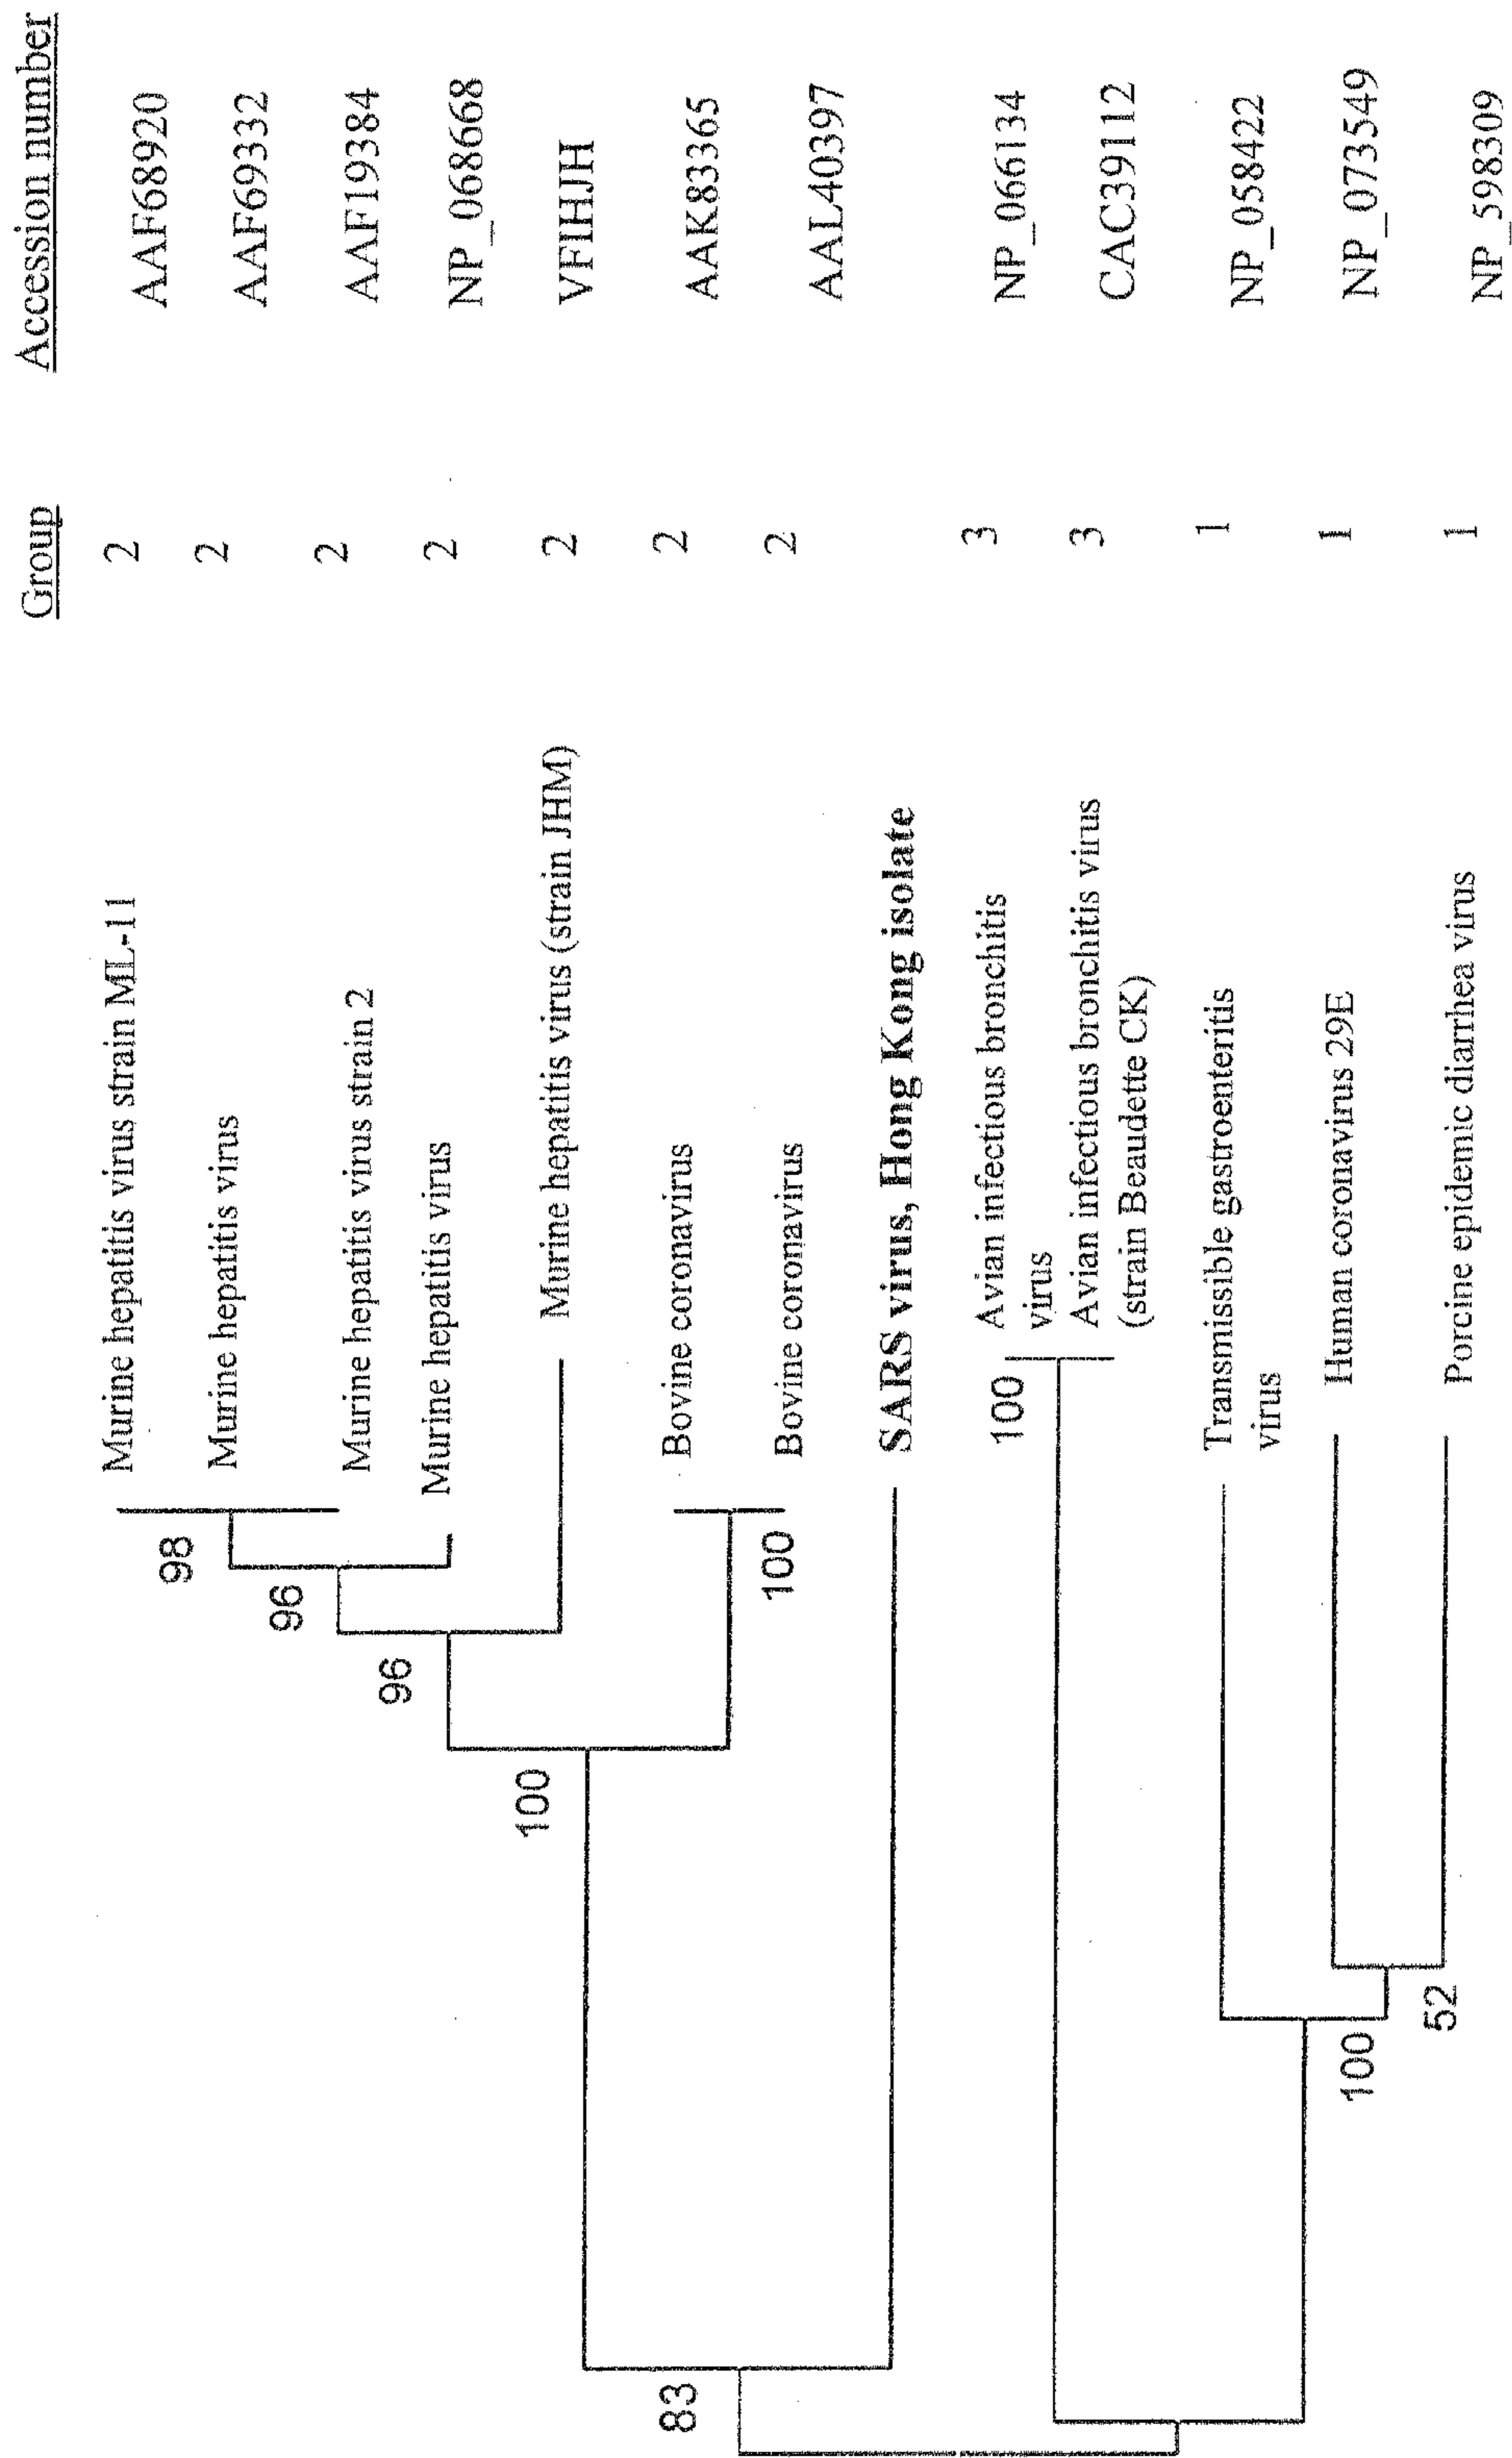 Group Accession number
Murine hepatitis virus strain ML-11 2 AAF68920
98
Murine hepatitis virus 2 AAF69332
96
Murine hepatitis virus strain 2 2 AAF19384
96
Murine hepatitis virus 2 NP_068668
100
Murine hepatitis virus (strain JHM) 2 VFIHJH
Bovine coronavirus 2 AAK83365
83
100
Bovine coronavirus 2 AAL40397
SARS virus, Hong Kong isolate
100
Avian infectious bronchitis 3 NP_066134
virus
Avian infectious bronchitis virus 3 CAC39112
(strain Beaudette CK)
Transmissible gastroenteritis 1 NP_058422
virus
Human coronavirus 29E 1 NP_073549
100
52
Porcine epidemic diarrhea virus 1 NP_598309